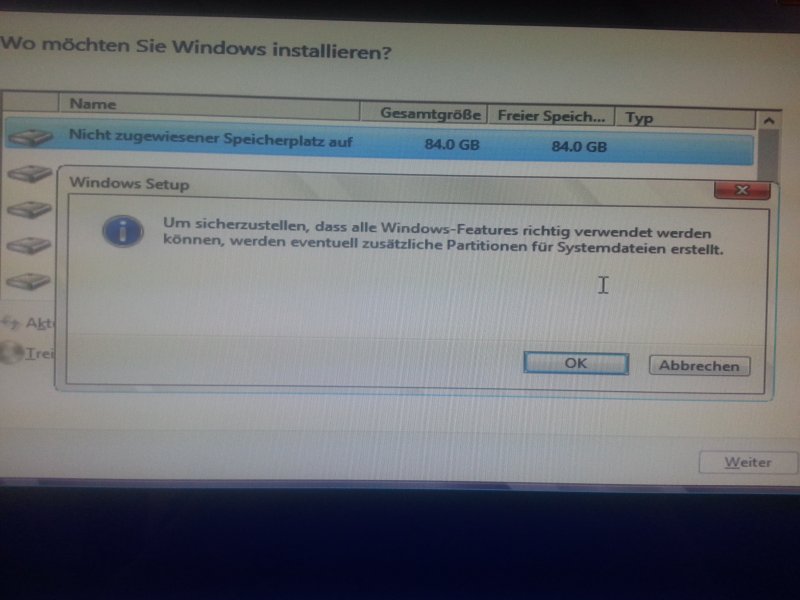 Wo möchten Sie Windows installieren?
Name Gesamtgröße Freier Speich... Typ
Nicht zugewiesener Speicherplatz auf 84.0 GB 84.0 GB
Windows Setup
Um sicherzustellen, dass alle Windows-Features richtig verwendet werden
können, werden eventuell zusätzliche Partitionen für Systemdateien erstellt.
Akt
Trei
OK Abbrechen
Weiter